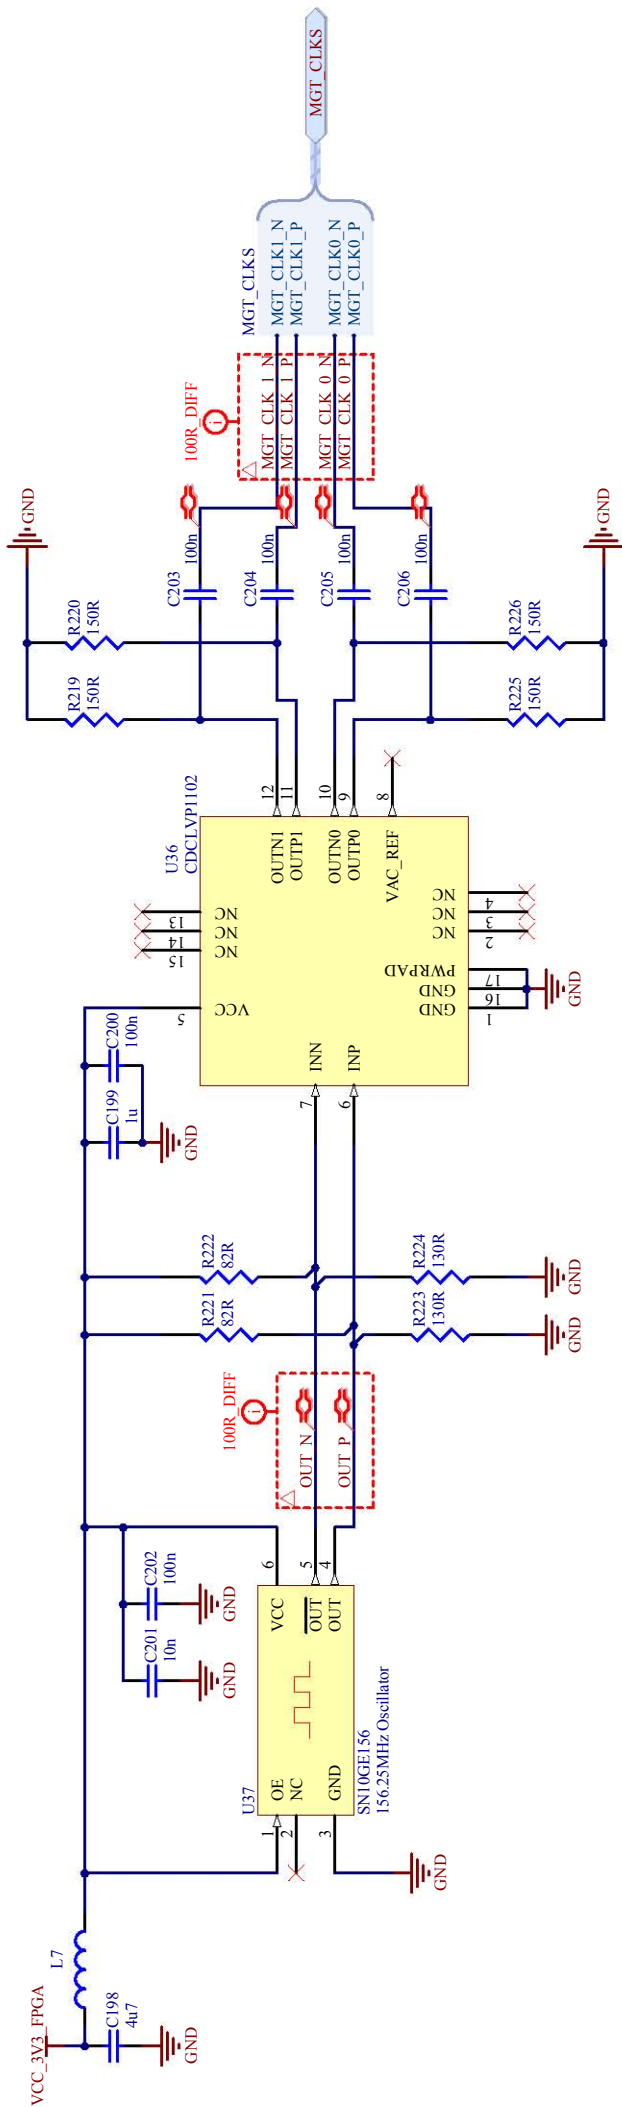 VCC_3V3_FPGA
L7
C198
4u7
GND
U37
1
OE
2
NC
3
GND
GND
SN10GE156
156.25MHz Oscillator
VCC
6
OUT
5
OUT
4
C201
10n
GND
C202
100n
GND
100R_DIFF
i
OUT_N
OUT_P
R221
82R
R222
82R
R223
130R
GND
R224
130R
GND
C199
1u
C200
100n
GND
U36
CDCLVP1102
7
INN
6
INP
5
VCC
15
NC
14
NC
13
NC
1
GND
16
GND
17
PWRPAD
GND
2
NC
3
NC
4
NC
OUTN1
12
OUTP1
11
OUTN0
10
OUTP0
9
VAC_REF
8
R219
150R
R220
150R
GND
R225
150R
R226
150R
GND
C203
100n
C204
100n
C205
100n
C206
100n
100R_DIFF
i
MGT_CLK_1_N
MGT_CLK_1_P
MGT_CLK_0_N
MGT_CLK_0_P
MGT_CLKS
MGT_CLK1_N
MGT_CLK1_P
MGT_CLK0_N
MGT_CLK0_P
MGT_CLKS